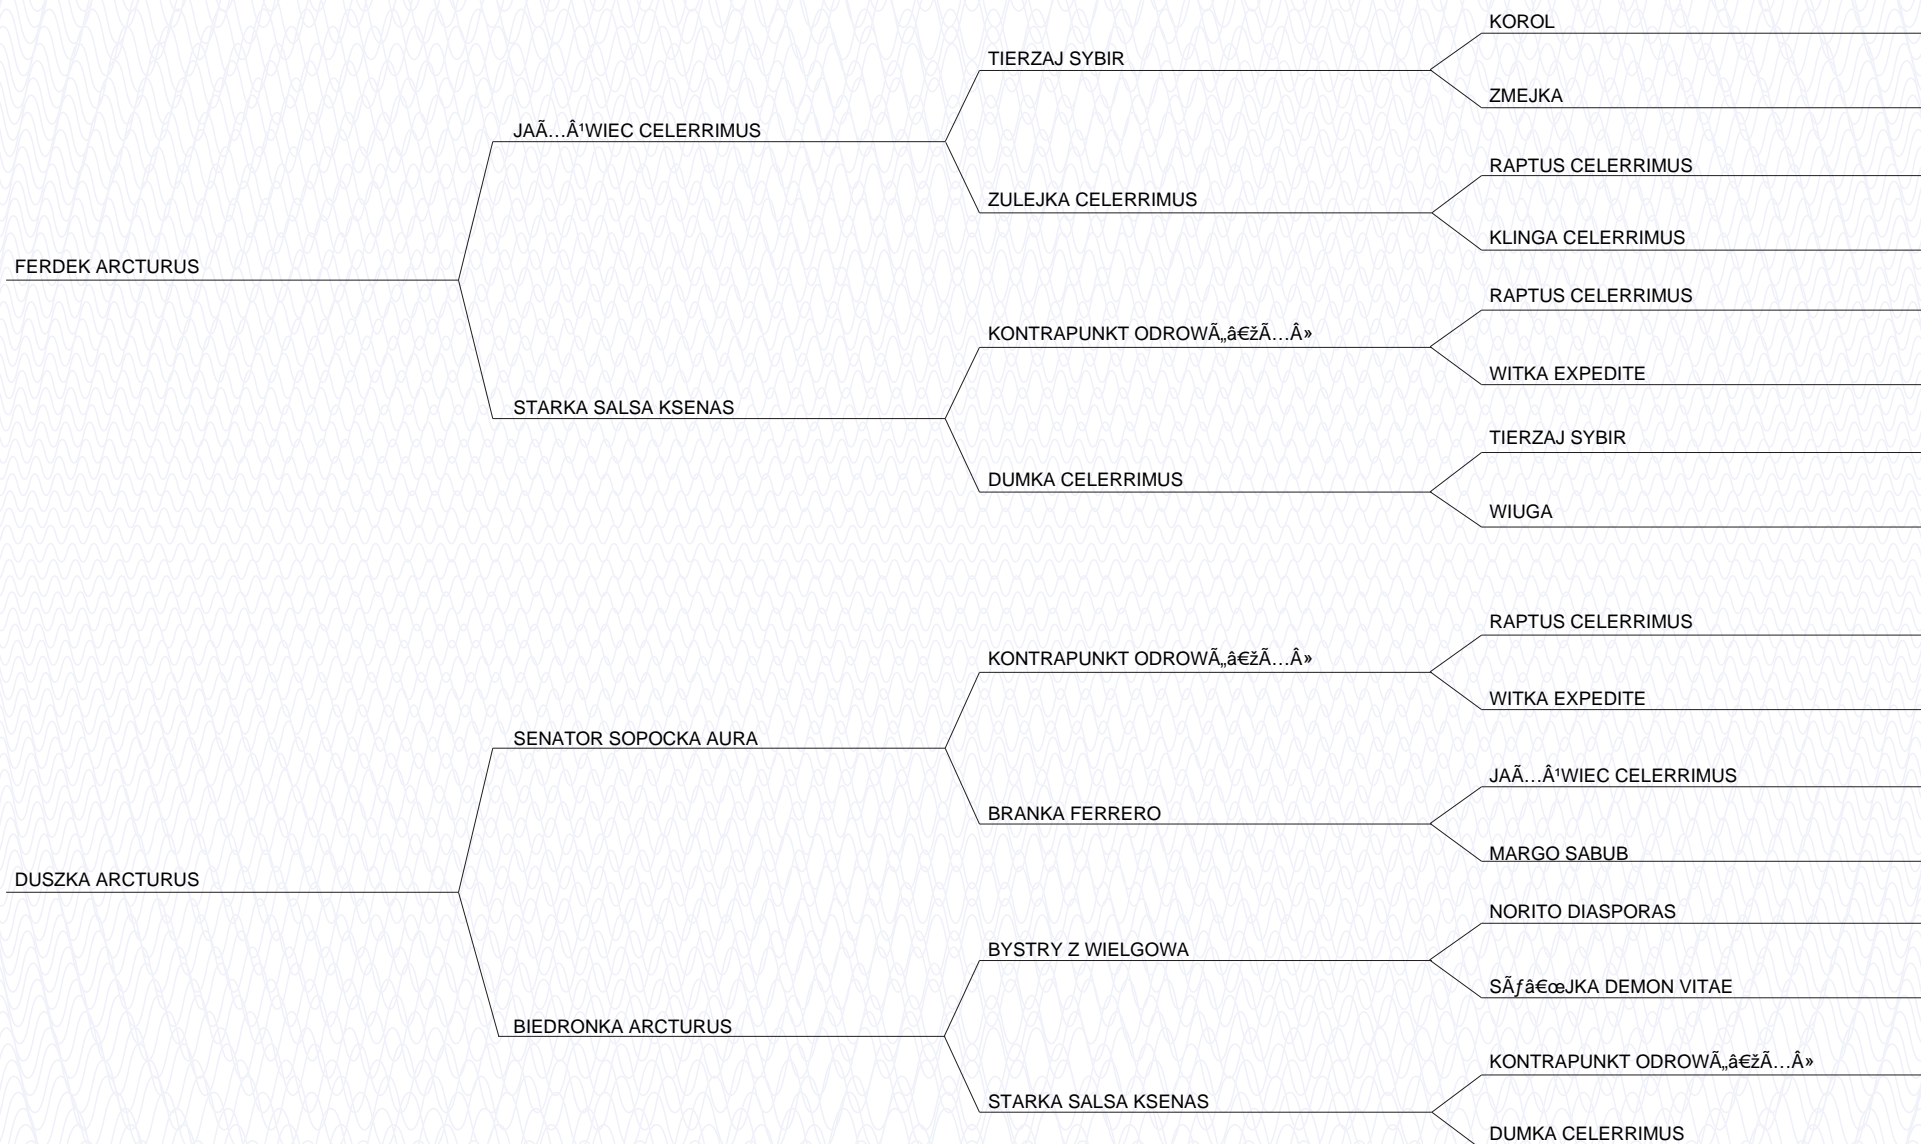 KOROL
TIERZAJ SYBIR
ZMEJKA
JAÃ…Â¹WIEC CELERRIMUS
RAPTUS CELERRIMUS
ZULEJKA CELERRIMUS
KLINGA CELERRIMUS
FERDEK ARCTURUS
RAPTUS CELERRIMUS
KONTRAPUNKT ODROWÃ„â€žÃ…Â»
WITKA EXPEDITE
STARKA SALSA KSENAS
TIERZAJ SYBIR
DUMKA CELERRIMUS
WIUGA
RAPTUS CELERRIMUS
KONTRAPUNKT ODROWÃ„â€žÃ…Â»
WITKA EXPEDITE
SENATOR SOPOCKA AURA
JAÃ…Â¹WIEC CELERRIMUS
BRANKA FERRERO
MARGO SABUB
DUSZKA ARCTURUS
NORITO DIASPORAS
BYSTRY Z WIELGOWA
SÃƒâ€œJKA DEMON VITAE
BIEDRONKA ARCTURUS
KONTRAPUNKT ODROWÃ„â€žÃ…Â»
STARKA SALSA KSENAS
DUMKA CELERRIMUS